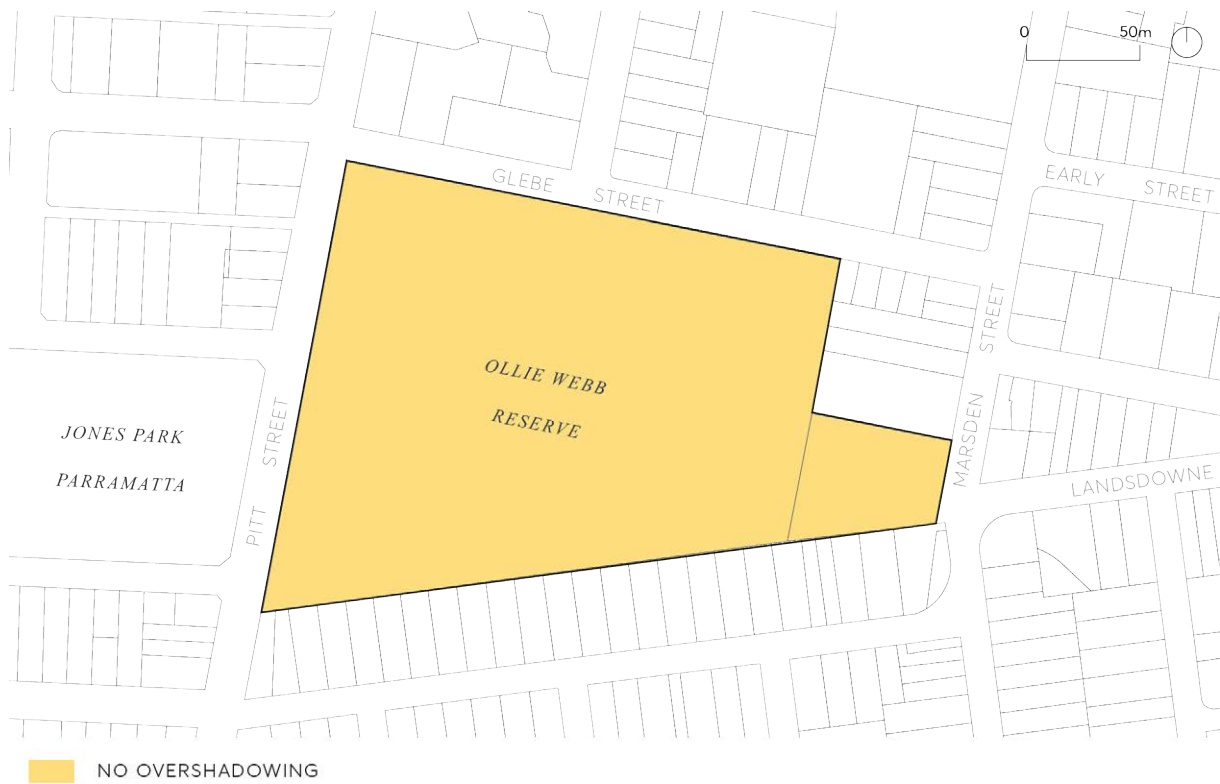 0 50m
GLEBE STREET
EARLY STREET
OLLIE WEBB
RESERVE
JONES PARK
PARRAMATTA
PITT STREET
MARSDEN STREET
LANDSDOWNE
NO OVERSHADOWING